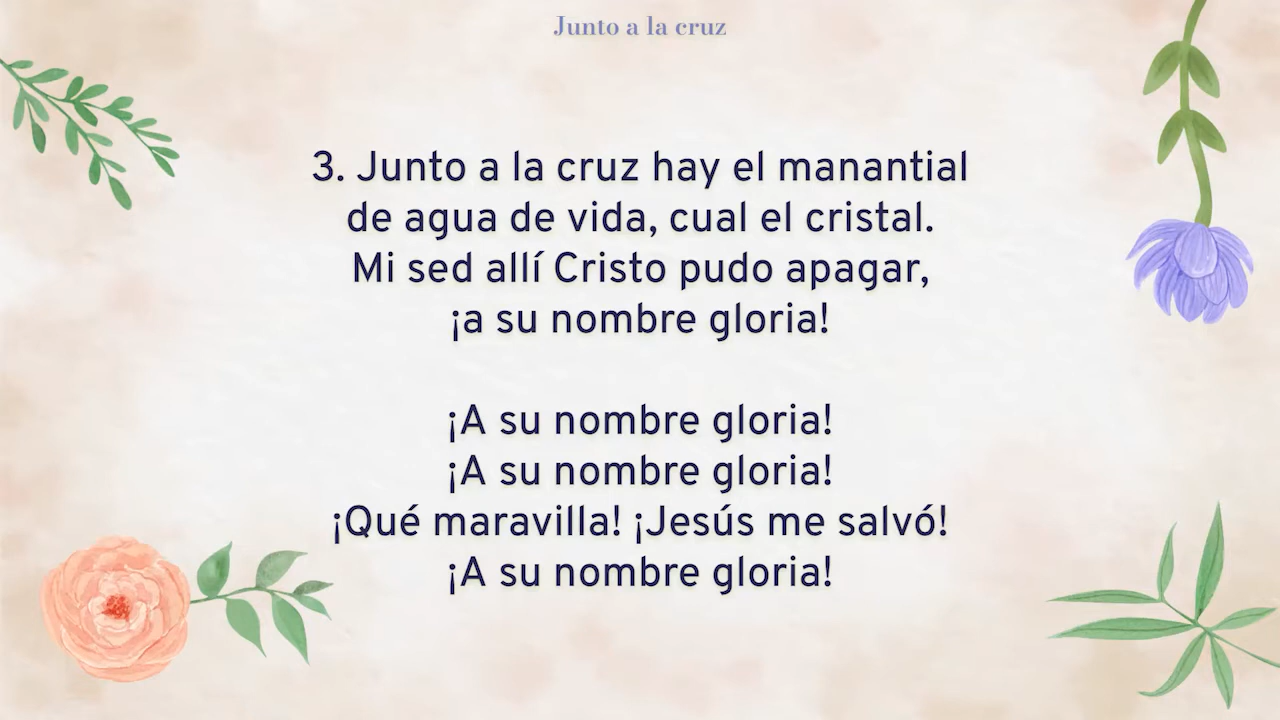 Junto a la cruz
3. Junto a la cruz hay el manantial
de agua de vida, cual el cristal.
Mi sed allí Cristo pudo apagar,
¡a su nombre gloria!
¡A su nombre gloria!
¡A su nombre gloria!
¡Qué maravilla! ¡Jesús me salvó!
¡A su nombre gloria!